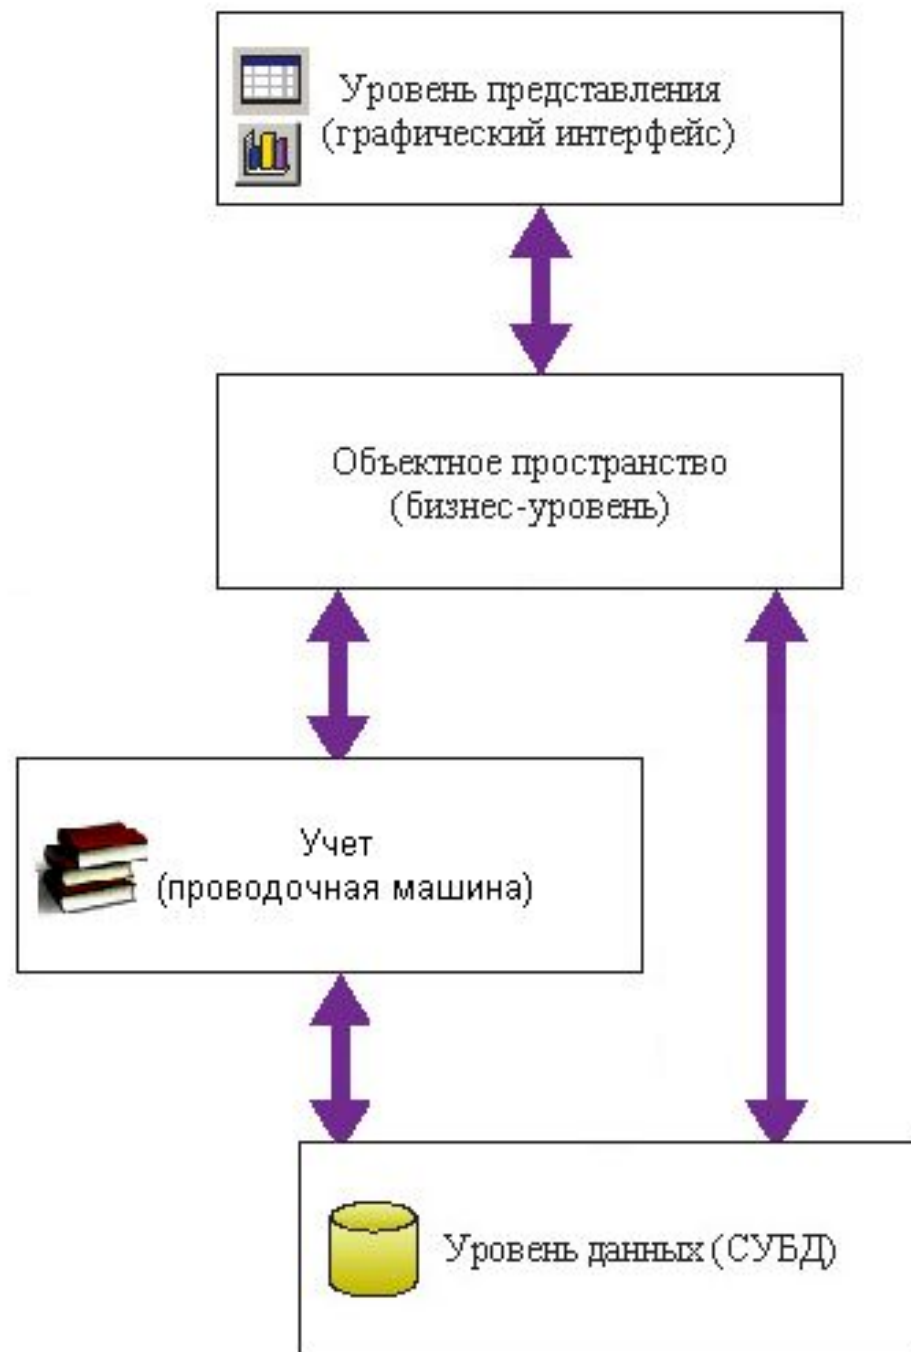 Уровень представления
(графический интерфейс)
Объектное пространство
(бизнес-уровень)
Учет
(проводочная машина)
Уровень данных (СУБД)